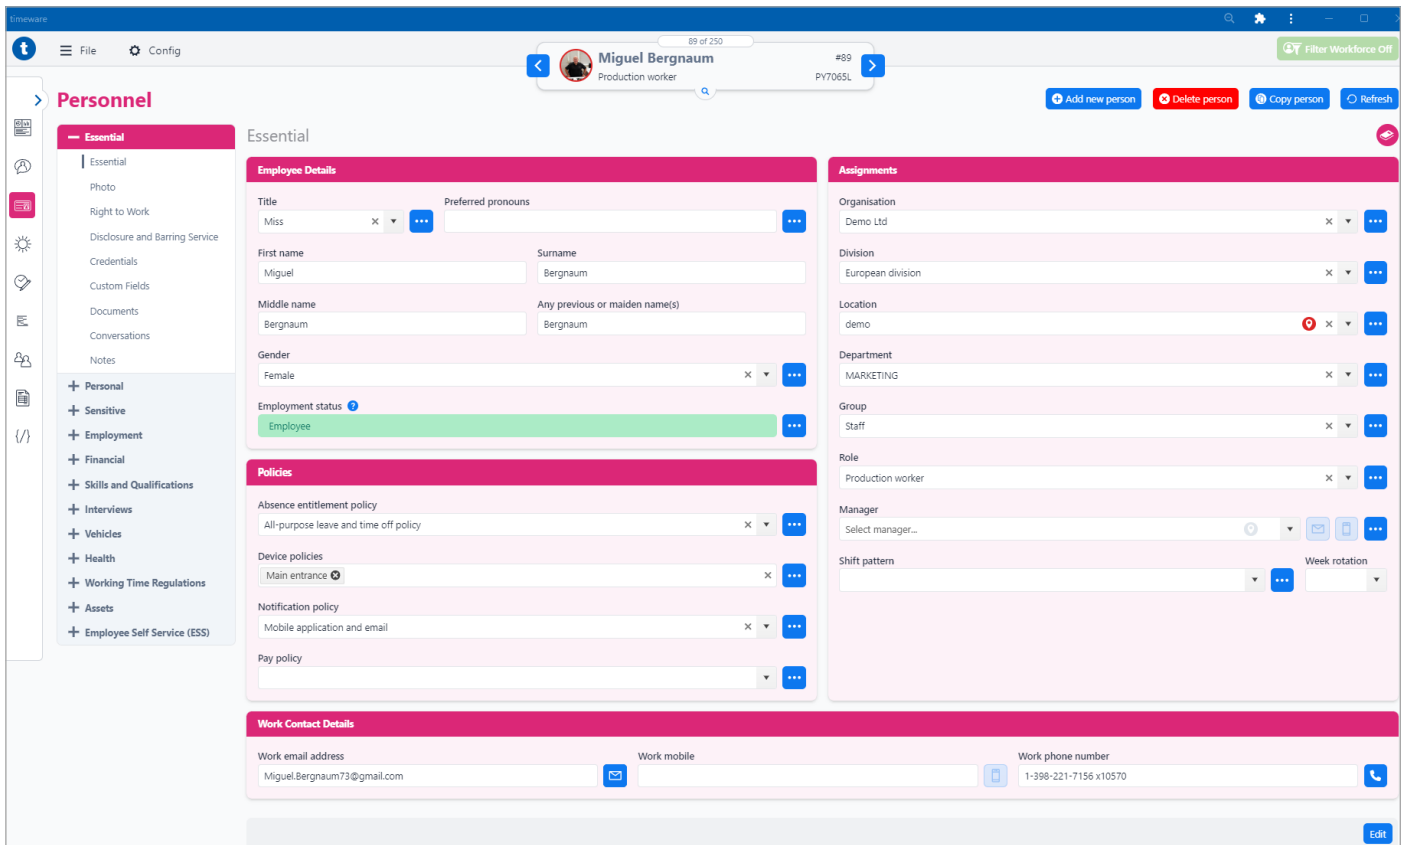 timeware
t
File
Config
89 of 250
Miguel Bergnaum
#89
Production worker
PY7065L
Filter Workforce Off
Personnel
Add new person
Delete person
Copy person
Refresh
Essential
Essential
Photo
Right to Work
Disclosure and Barring Service
Credentials
Custom Fields
Documents
Conversations
Notes
Personal
Sensitive
Employment
Financial
Skills and Qualifications
Interviews
Vehicles
Health
Working Time Regulations
Assets
Employee Self Service (ESS)
Essential
Employee Details
Title
Preferred pronouns
Miss
First name
Surname
Miguel
Bergnaum
Middle name
Any previous or maiden name(s)
Bergnaum
Bergnaum
Gender
Female
Employment status
Employee
Policies
Absence entitlement policy
All-purpose leave and time off policy
Device policies
Main entrance
Notification policy
Mobile application and email
Pay policy
Assignments
Organisation
Demo Ltd
Division
European division
Location
demo
Department
MARKETING
Group
Staff
Role
Production worker
Manager
Select manager...
Shift pattern
Week rotation
Work Contact Details
Work email address
Work mobile
Work phone number
Miguel.Bergnaum73@gmail.com
1-398-221-7156 x10570
Edit